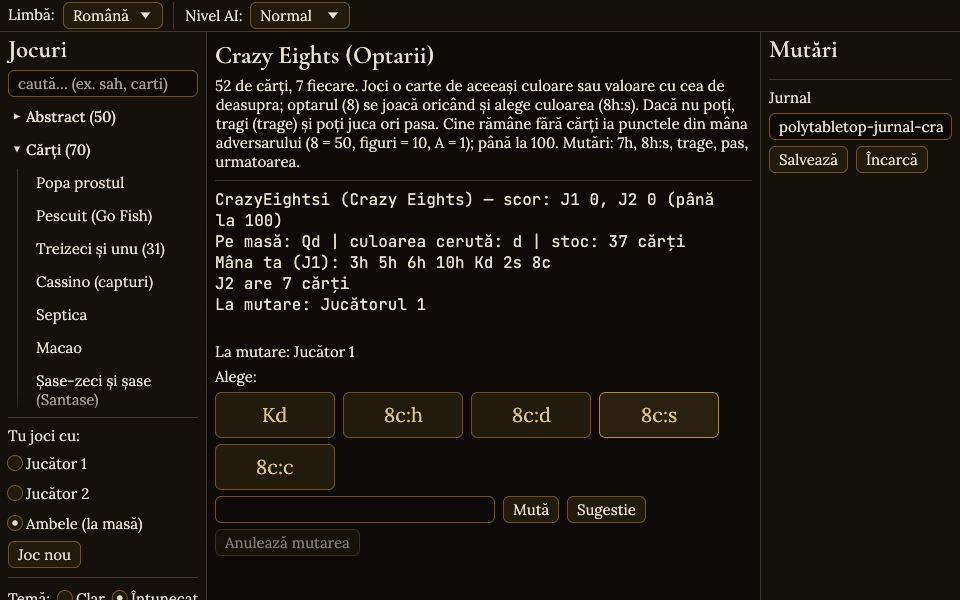 Limbă: Română ▼ Nivel AI: Normal ▼
Jocuri
caută... (ex. sah, carti)
▸ Abstract (50)
▾ Cărți (70)
Popa prostul
Pescuit (Go Fish)
Treizeci și unu (31)
Cassino (capturi)
Septica
Macao
Șase-zeci și șase
(Santase)
Tu joci cu:
Jucător 1
Jucător 2
Ambele (la masă)
Joc nou
Temă: Clar Întunecat
Crazy Eights (Optarii)
52 de cărți, 7 fiecare. Joci o carte de aceeași culoare sau valoare cu cea de
deasupra; optarul (8) se joacă oricând și alege culoarea (8h:s). Dacă nu poți,
tragi (trage) și poți juca ori pasa. Cine rămâne fără cărți ia punctele din mâna
adversarului (8 = 50, figuri = 10, A = 1); până la 100. Mutări: 7h, 8h:s, trage, pas,
urmatoarea.
CrazyEightsi (Crazy Eights) — scor: J1 0, J2 0 (până
la 100)
Pe masă: Qd | culoarea cerută: d | stoc: 37 cărți
Mâna ta (J1): 3h 5h 6h 10h Kd 2s 8c
J2 are 7 cărți
La mutare: Jucătorul 1
La mutare: Jucător 1
Alege:
Kd 8c:h 8c:d 8c:s
8c:c
Mută Sugestie
Anulează mutarea
Mutări
Jurnal
polytabletop-jurnal-cra
Salvează Încarcă